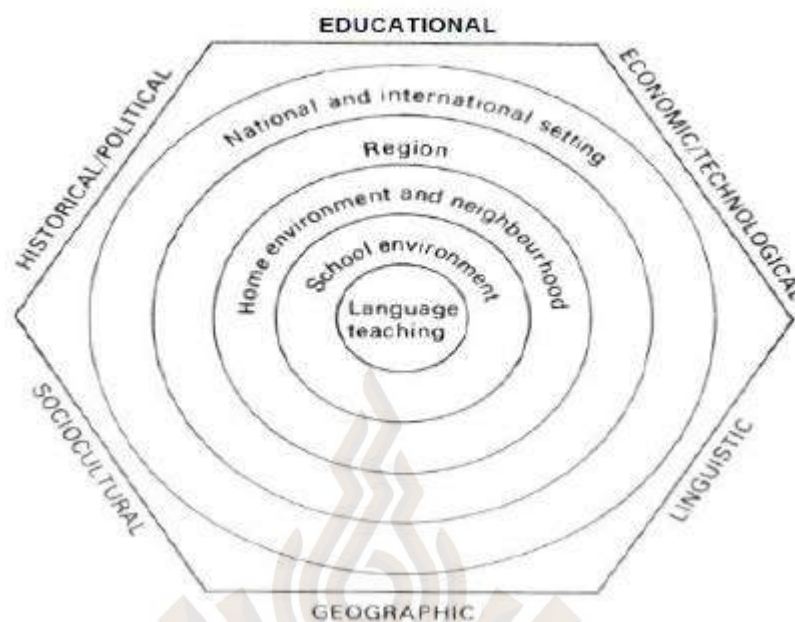 EDUCATIONAL
HISTORICAL/POLITICAL
ECONOMIC/TECHNOLOGICAL
National and international setting
Region
Home environment and neighbourhood
School environment
Language
teaching
SOCIOCULTURAL
LINGUISTIC
GEOGRAPHIC